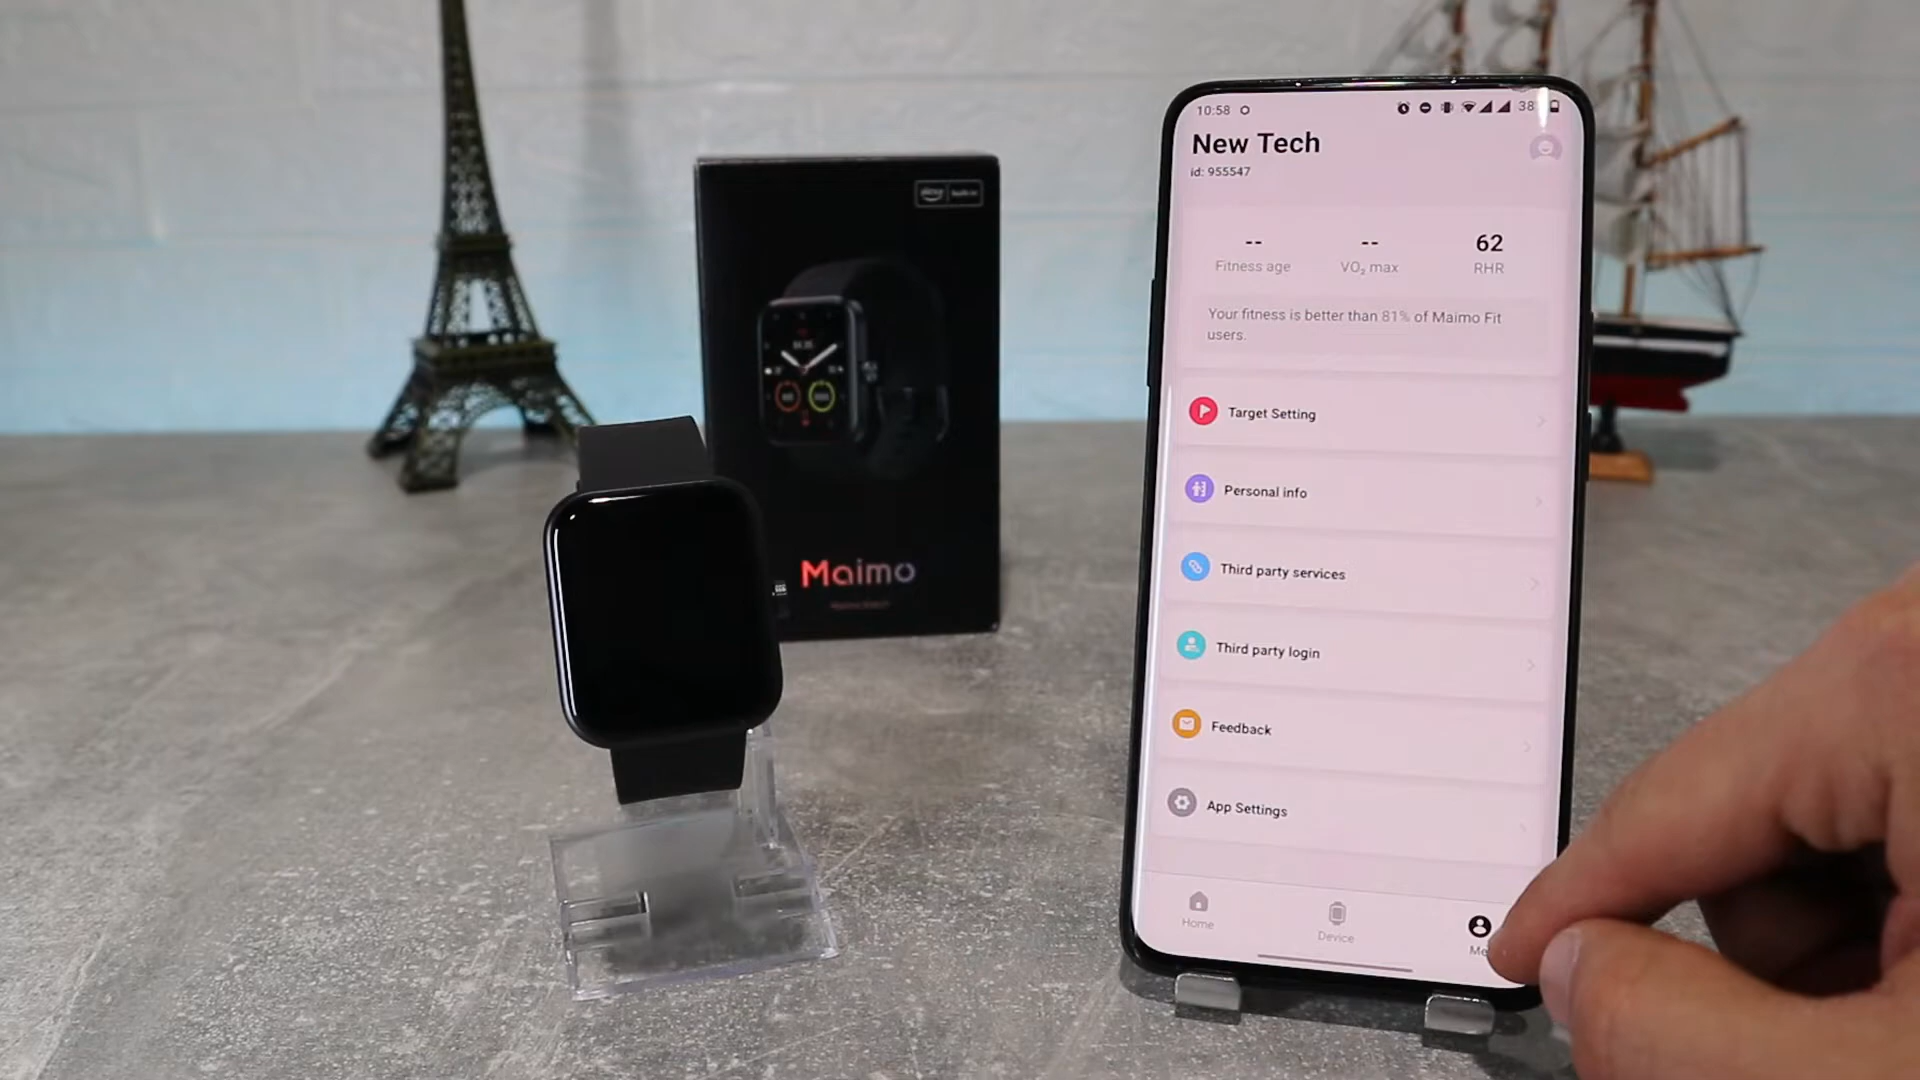 Maimo
10:58
38
New Tech
id: 955547
--
--
62
Fitness age
VO₂ max
RHR
Your fitness is better than 81% of Maimo Fit
users.
Target Setting
Personal info
Third party services
Third party login
Feedback
App Settings
Home
Device
Me